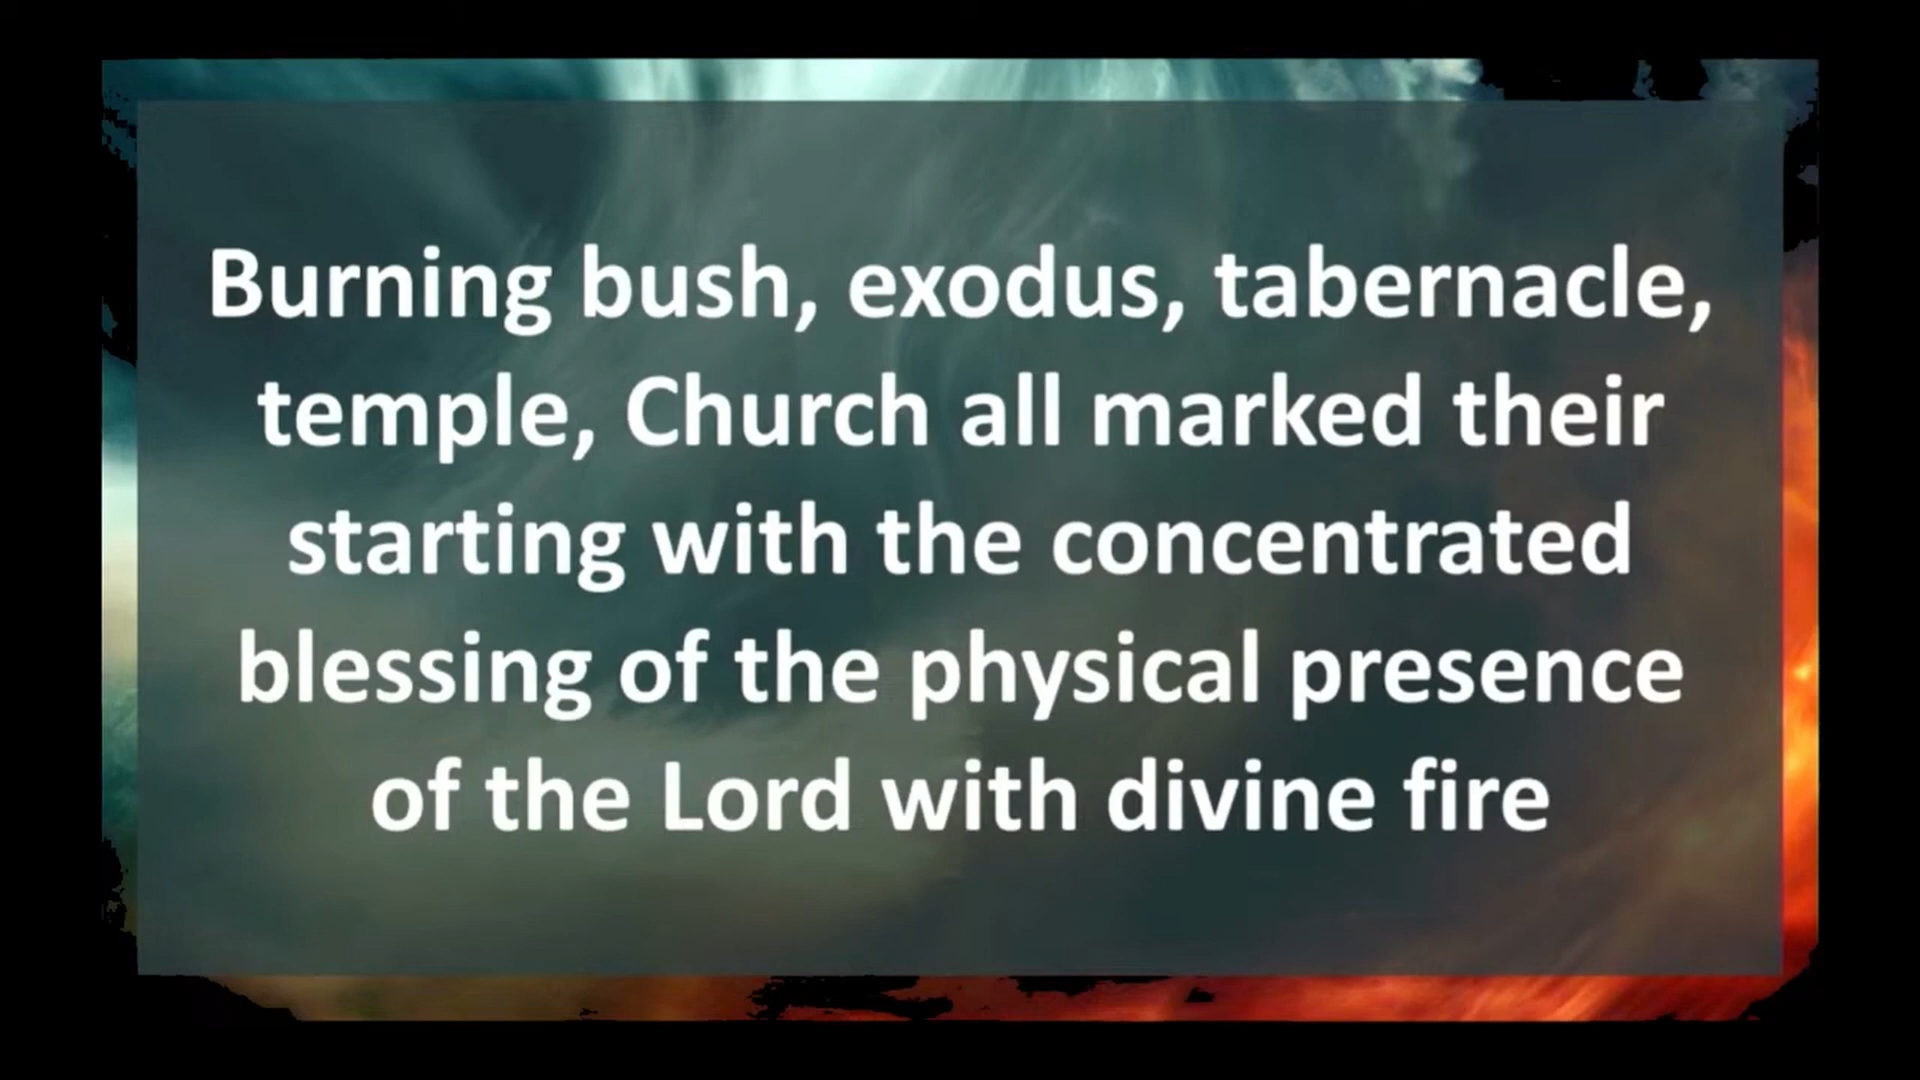 Burning bush, exodus, tabernacle,
temple, Church all marked their
starting with the concentrated
blessing of the physical presence
of the Lord with divine fire